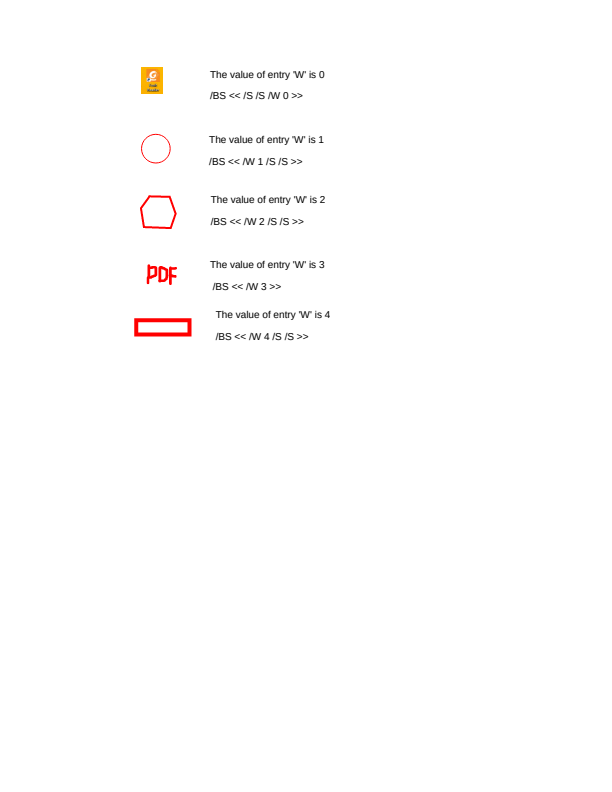 The value of entry 'W' is 0
/BS << /S /S /W 0 >>
The value of entry 'W' is 1
/BS << /W 1 /S /S >>
The value of entry 'W' is 2
/BS << /W 2 /S /S >>
PDF
The value of entry 'W' is 3
/BS << /W 3 >>
The value of entry 'W' is 4
/BS << /W 4 /S /S >>